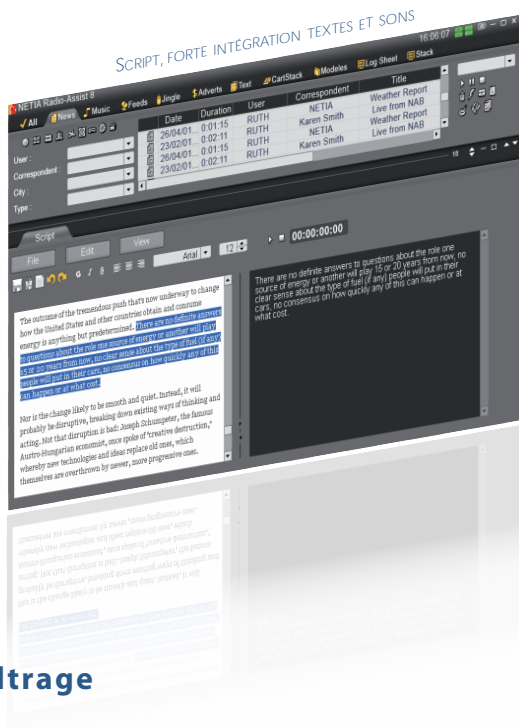 SCRIPT, FORTE INTÉGRATION TEXTES ET SONS
NETIA Radio-Assist 8
16:06:07
All News Music Feeds Jingle Adverts Text CartStack Modeles Log Sheet Stack
User :
Correspondent :
City :
Type :
Date Duration User Correspondent Title
26/04/01... 0:01:15 RUTH NETIA Weather Report
23/02/01... 0:02:11 RUTH Karen Smith Live from NAB
26/04/01... 0:01:15 RUTH NETIA Weather Report
23/02/01... 0:02:11 RUTH Karen Smith Live from NAB
18
Script
File Edit View
Arial 12
G I S
00:00:00:00
The outcome of the tremendous push that's now underway to change
how the United States and other countries obtain and consume
energy is anything but predetermined. There are no definite answers
to questions about the role one source of energy or another will play
15 or 20 years from now, no clear sense about the type of fuel (if any)
people will put in their cars, no consensus on how quickly any of this
can happen or at what cost.
Nor is the change likely to be smooth and quiet. Instead, it will
probably be disruptive, breaking down existing ways of thinking and
acting. Not that disruption is bad: Joseph Schumpeter, the famous
Austro-Hungarian economist, once spoke of "creative destruction,"
whereby new technologies and ideas replace old ones, which
themselves are overthrown by newer, more progressive ones.
There are no definite answers to questions about the role one
source of energy or another will play 15 or 20 years from now, no
clear sense about the type of fuel (if any) people will put in their
cars, no consensus on how quickly any of this can happen or at
what cost.
ltrage